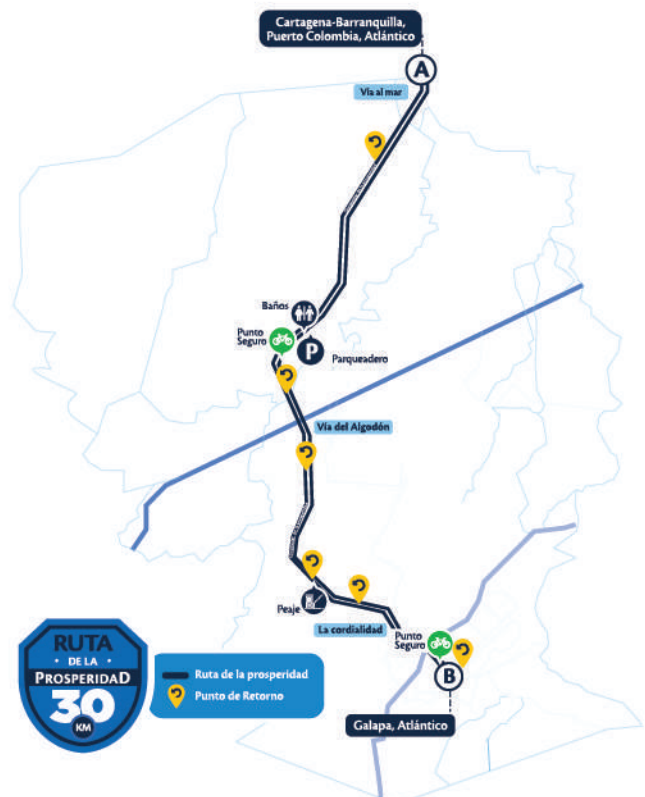 Cartagena-Barranquilla,
Puerto Colombia, Atlántico
A
Vía al mar
Baños
Punto
Seguro
P
Parqueadero
Vía del Algodón
Peaje
La cordialidad
Punto
Seguro
B
Galapa, Atlántico
RUTA
• DE LA •
PROSPERIDAD
30
KM
Ruta de la prosperidad
Punto de Retorno